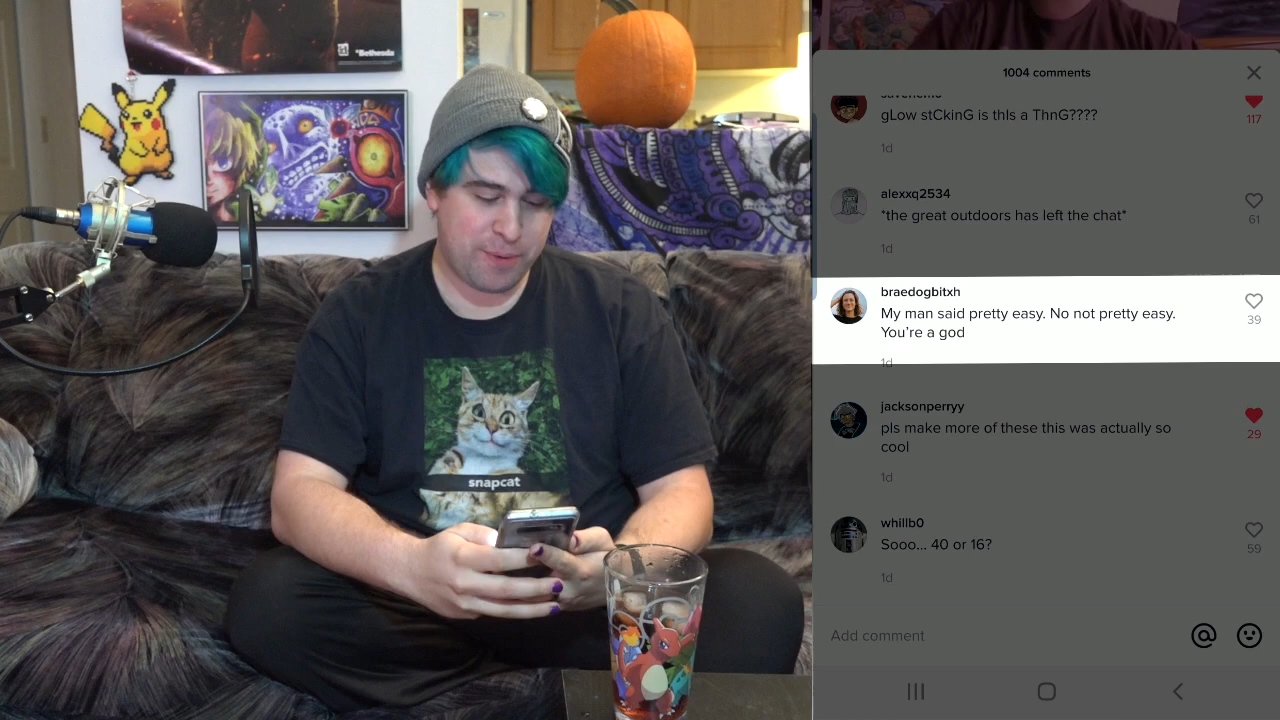 Bethesda
snapcat
1004 comments
gLow stCkinG is thIs a ThnG????
117
1d
alexxq2534
*the great outdoors has left the chat*
61
1d
braedogbitxh
My man said pretty easy. No not pretty easy.
You're a god
39
1d
jacksonperryy
pls make more of these this was actually so
cool
29
1d
whillb0
Sooo... 40 or 16?
59
1d
Add comment